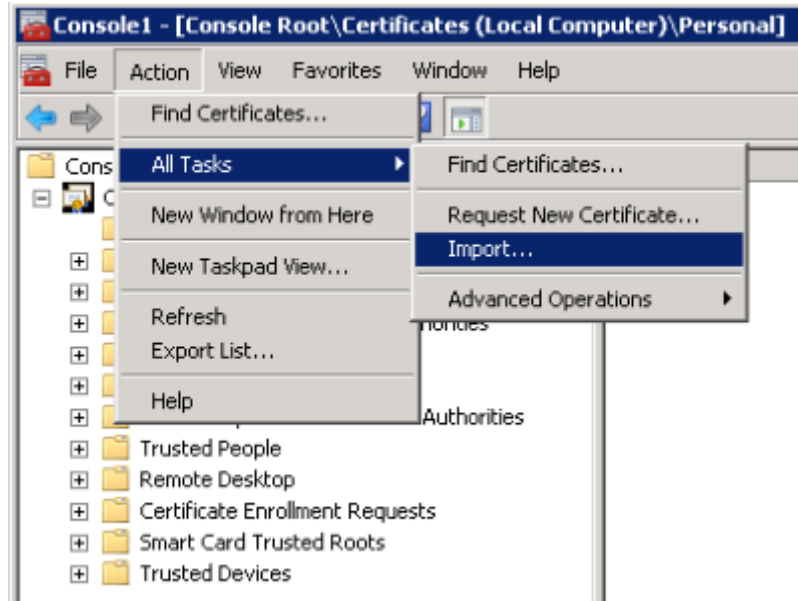 Console1 - [Console Root\Certificates (Local Computer)\Personal]
File Action View Favorites Window Help
Find Certificates...
Cons All Tasks Find Certificates...
C New Window from Here Request New Certificate...
Import...
New Taskpad View...
Advanced Operations
Refresh
Export List...
Help
Authorities
Trusted People
Remote Desktop
Certificate Enrollment Requests
Smart Card Trusted Roots
Trusted Devices